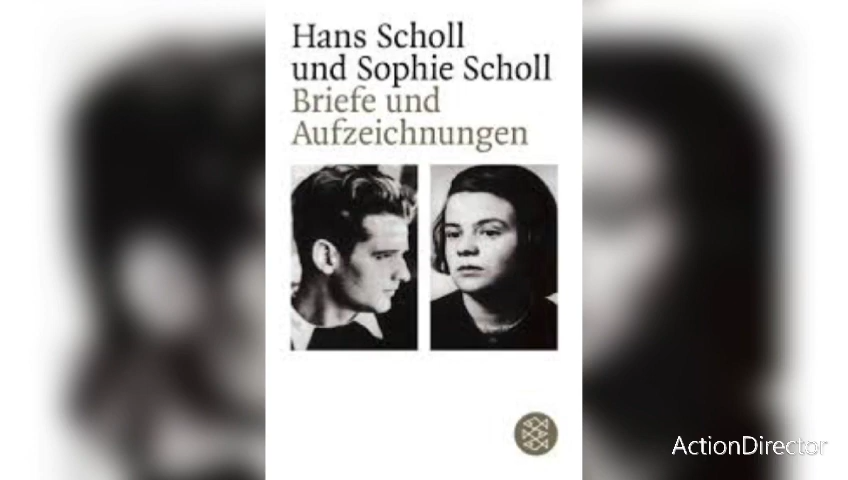 Hans Scholl
und Sophie Scholl
Briefe und
Aufzeichnungen
ActionDirector